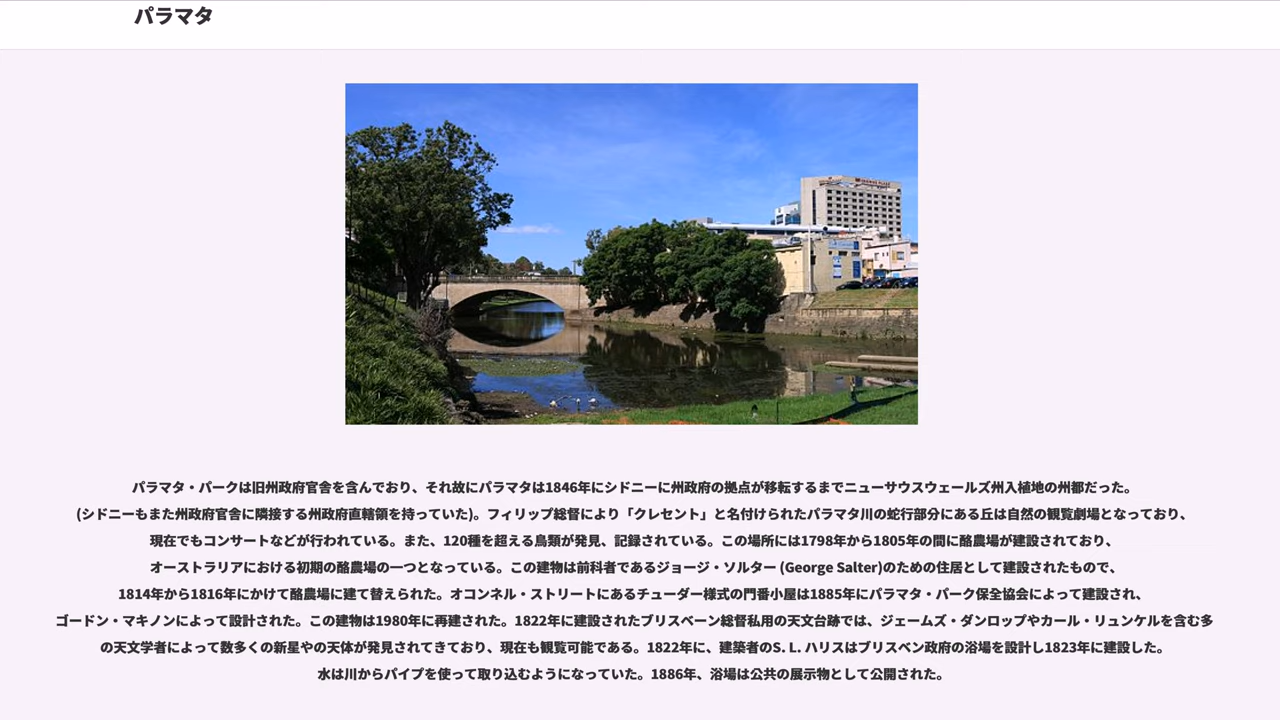 パラマタ
パラマタ・パークは旧州政府官舎を含んでおり、それ故にパラマタは1846年にシドニーに州政府の拠点が移転するまでニューサウスウェールズ州入植地の州都だった。
(シドニーもまた州政府官舎に隣接する州政府直轄領を持っていた)。フィリップ総督により「クレセント」と名付けられたパラマタ川の蛇行部分にある丘は自然の観覧劇場となっており、
現在でもコンサートなどが行われている。また、120種を超える鳥類が発見、記録されている。この場所には1798年から1805年の間に酪農場が建設されており、
オーストラリアにおける初期の酪農場の一つとなっている。この建物は前科者であるジョージ・ソルター (George Salter)のための住居として建設されたもので、
1814年から1816年にかけて酪農場に建て替えられた。オコンネル・ストリートにあるチューダー様式の門番小屋は1885年にパラマタ・パーク保全協会によって建設され、
ゴードン・マキノンによって設計された。この建物は1980年に再建された。1822年に建設されたブリスベーン総督私用の天文台跡では、ジェームズ・ダンロップやカール・リュンケルを含む多
の天文学者によって数多くの新星やの天体が発見されてきており、現在も観覧可能である。1822年に、建築者のS. L. ハリスはブリスベン政府の浴場を設計し1823年に建設した。
水は川からパイプを使って取り込むようになっていた。1886年、浴場は公共の展示物として公開された。